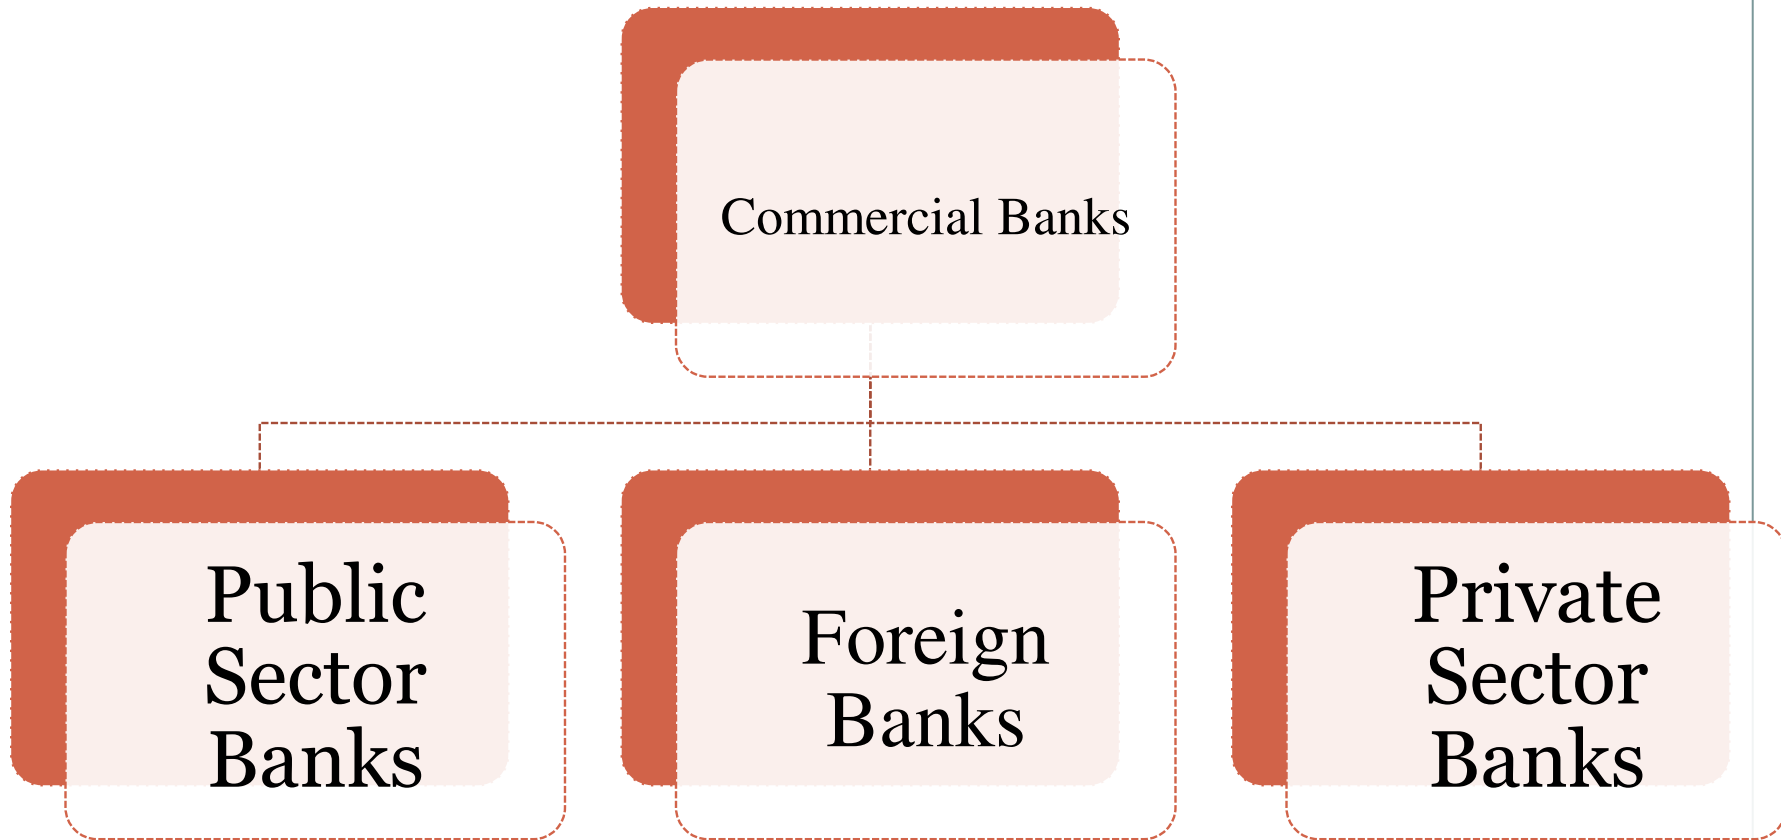 Commercial Banks
Public
Sector
Banks
Foreign
Banks
Private
Sector
Banks